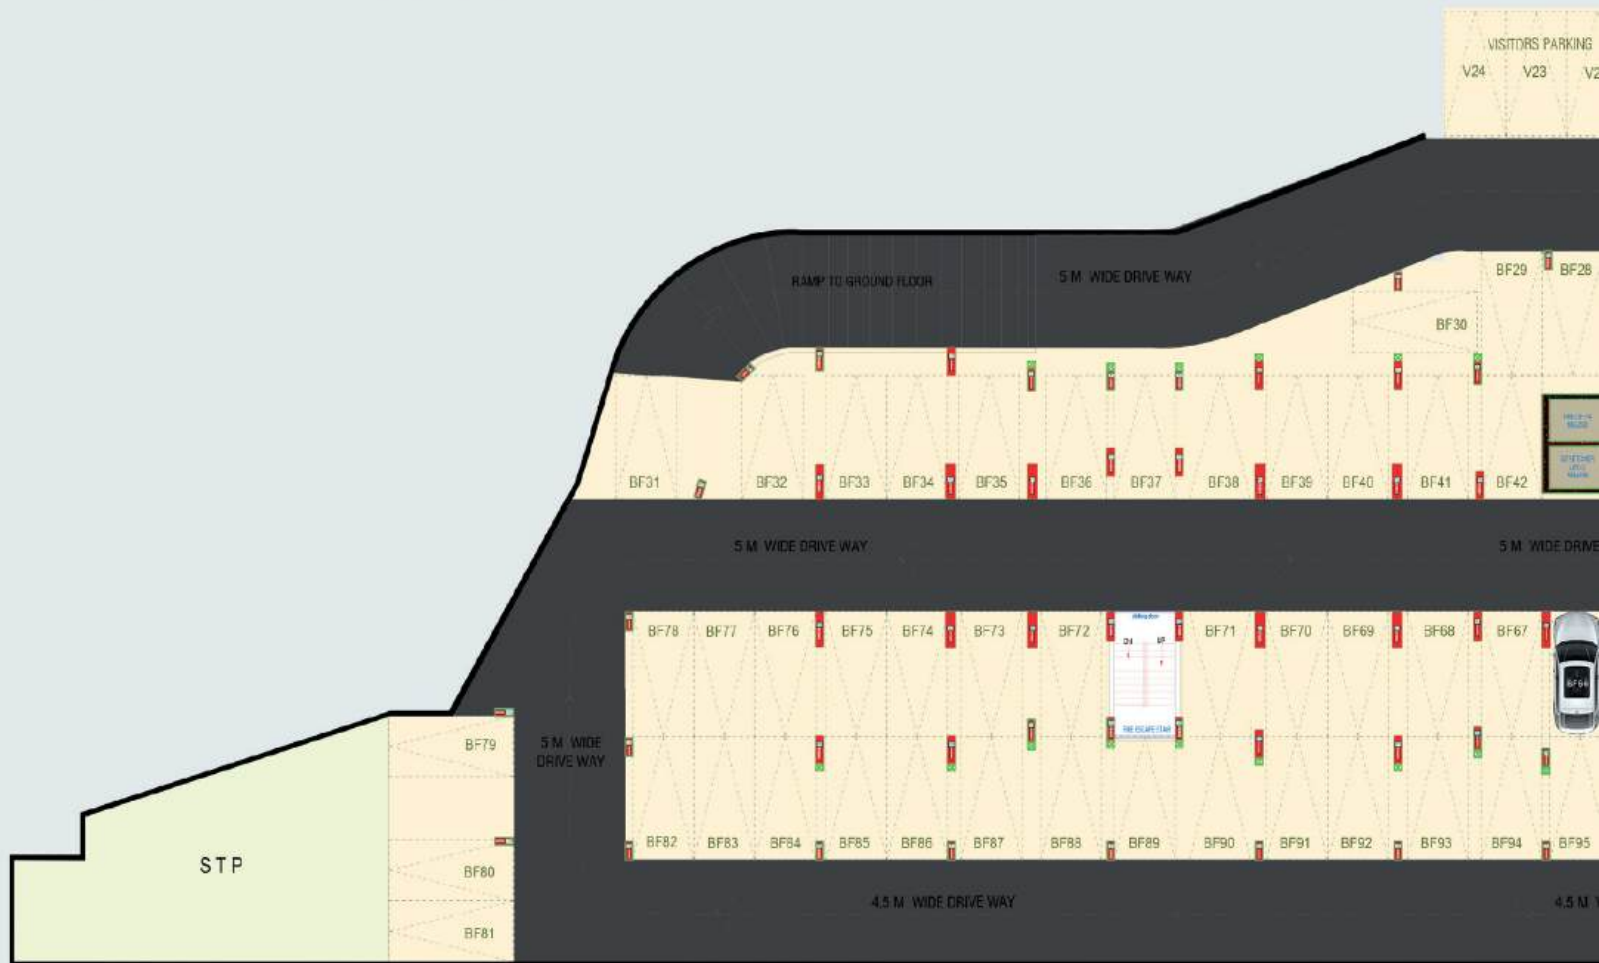 VISITORS PARKING
V24 V23 V2
RAMP TO GROUND FLOOR
5 M WIDE DRIVE WAY
BF29 BF28
BF30
BF31 BF32 BF33 BF34 BF35 BF36 BF37 BF38 BF39 BF40 BF41 BF42
5 M WIDE DRIVE WAY
5 M WIDE DRIVE
BF78 BF77 BF76 BF75 BF74 BF73 BF72 BF71 BF70 BF69 BF68 BF67
DN UP
BF66
FIRE ESCAPE STAIR
BF79
5 M WIDE
DRIVE WAY
BF82 BF83 BF84 BF85 BF86 BF87 BF88 BF89 BF90 BF91 BF92 BF93 BF94 BF95
STP
BF80
4.5 M WIDE DRIVE WAY
4.5 M
BF81